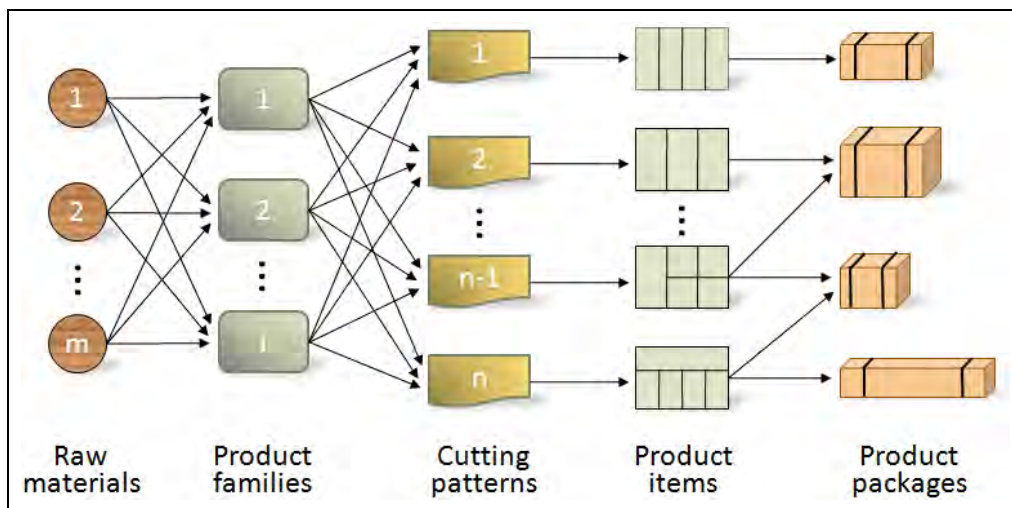 1
2
m
1
2
i
1
2
n-1
n
Raw
materials
Product
families
Cutting
patterns
Product
items
Product
packages